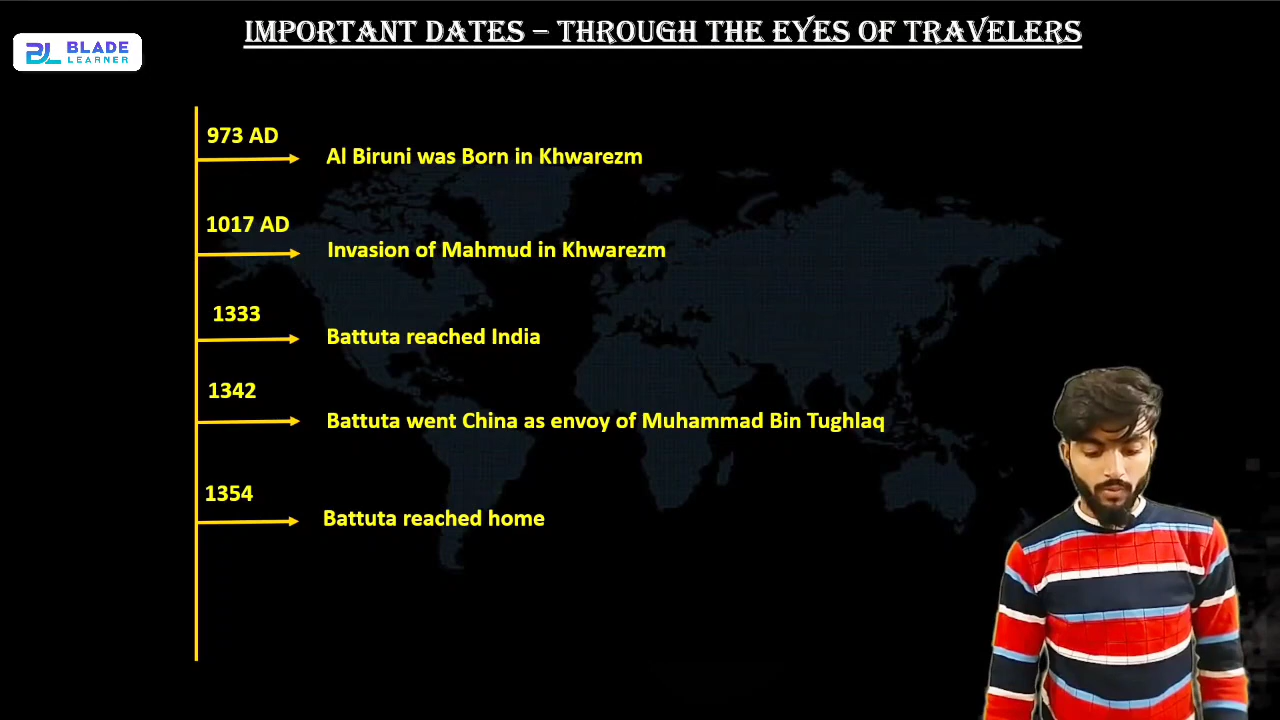 IMPORTANT DATES – THROUGH THE EYES OF TRAVELERS
BLADE
LEARNER
973 AD
Al Biruni was Born in Khwarezm
1017 AD
Invasion of Mahmud in Khwarezm
1333
Battuta reached India
1342
Battuta went China as envoy of Muhammad Bin Tughlaq
1354
Battuta reached home